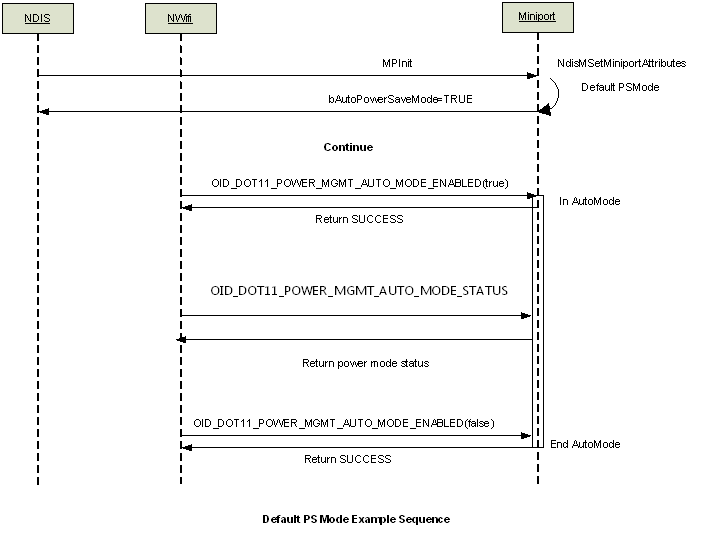 NDIS
NWifi
Miniport
MPInit
NdisMSetMiniportAttributes
Default PSMode
bAutoPowerSaveMode=TRUE
Continue
OID_DOT11_POWER_MGMT_AUTO_MODE_ENABLED(true)
In AutoMode
Return SUCCESS
OID_DOT11_POWER_MGMT_AUTO_MODE_STATUS
Return power mode status
OID_DOT11_POWER_MGMT_AUTO_MODE_ENABLED(false)
End AutoMode
Return SUCCESS
Default PS Mode Example Sequence